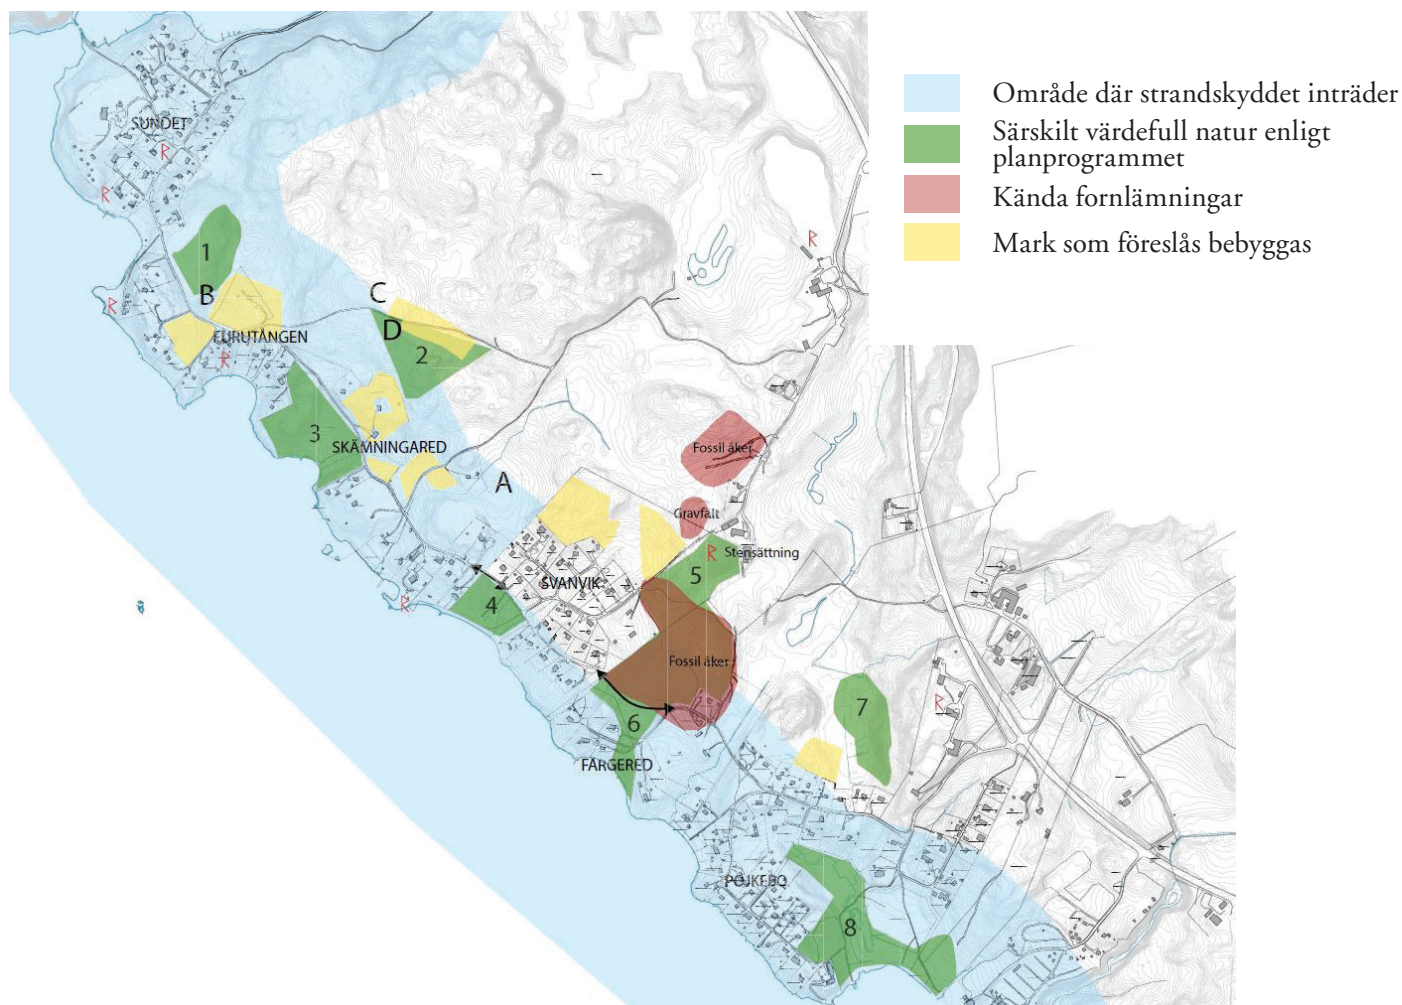 Område där strandskyddet inträder
Särskilt värdefull natur enligt
planprogrammet
Kända fornlämningar
Mark som föreslås bebyggas
SUNDET
R
R
R
1
B
C
R
FURUTÅNGEN
D
2
R
3
SKÄMNINGARED
Fossil åker
A
Gravfält
R Stensättning
5
SVANVIK
4
R
Fossil åker
7
R
6
FÄRGERED
POJKEBO
8